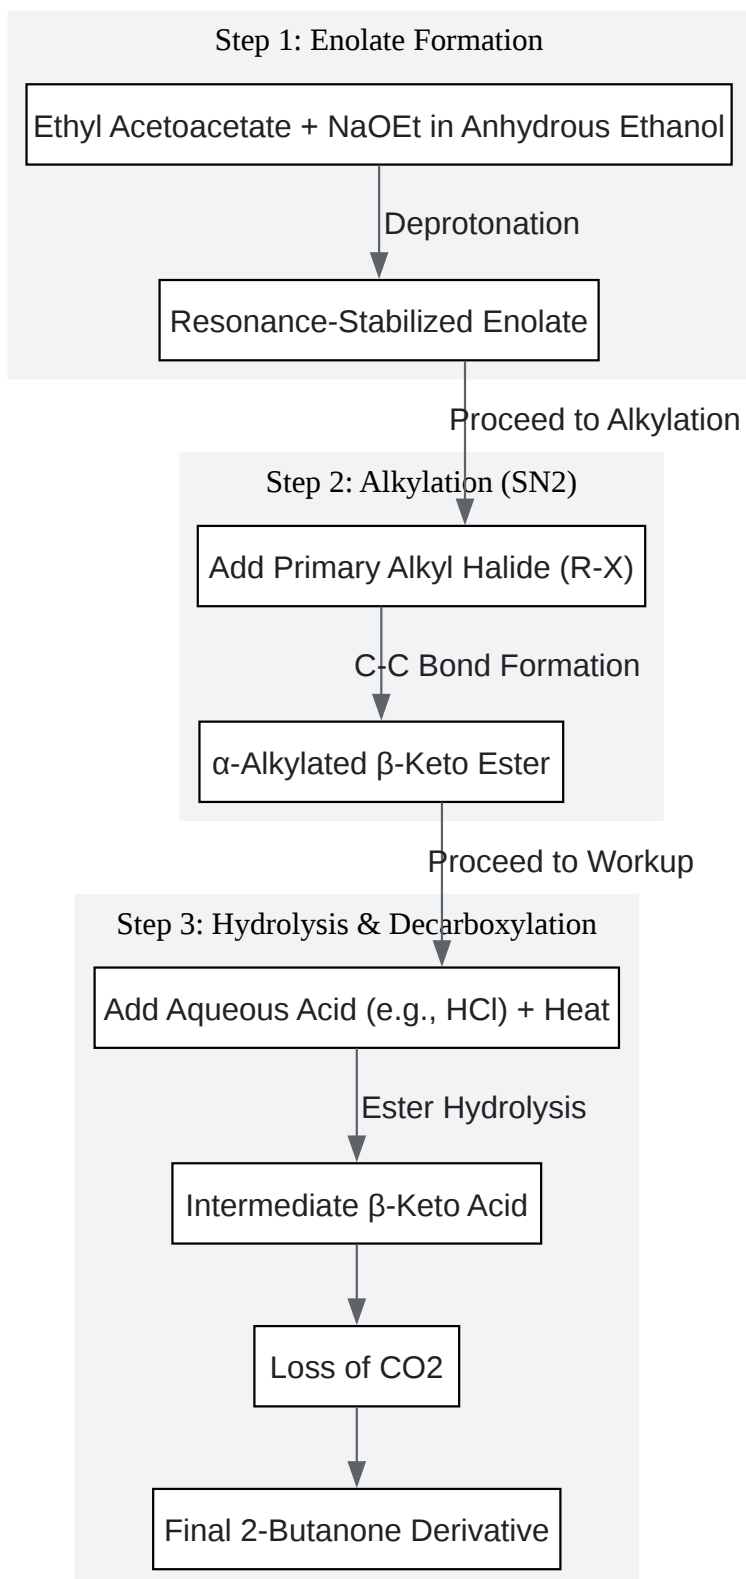 Step 1: Enolate Formation
Ethyl Acetoacetate + NaOEt in Anhydrous Ethanol
Deprotonation
Resonance-Stabilized Enolate
Proceed to Alkylation
Step 2: Alkylation (SN2)
Add Primary Alkyl Halide (R-X)
C-C Bond Formation
α-Alkylated β-Keto Ester
Proceed to Workup
Step 3: Hydrolysis & Decarboxylation
Add Aqueous Acid (e.g., HCl) + Heat
Ester Hydrolysis
Intermediate β-Keto Acid
Loss of CO2
Final 2-Butanone Derivative